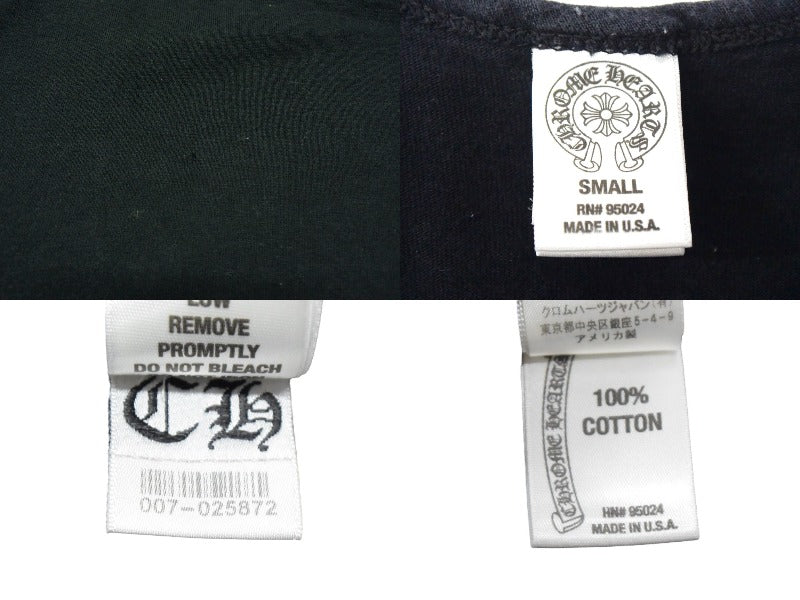 CHROME HEARTS
SMALL
RN# 95024
MADE IN U.S.A.
LOW
REMOVE
PROMPTLY
DO NOT BLEACH
CH
007-025872
クロムハーツジャパン(有)
東京都中央区銀座5-4-9
アメリカ製
CHROME HEARTS
100%
COTTON
RN# 95024
MADE IN U.S.A.